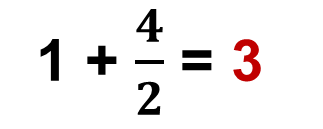 1 + 4/2 = 3